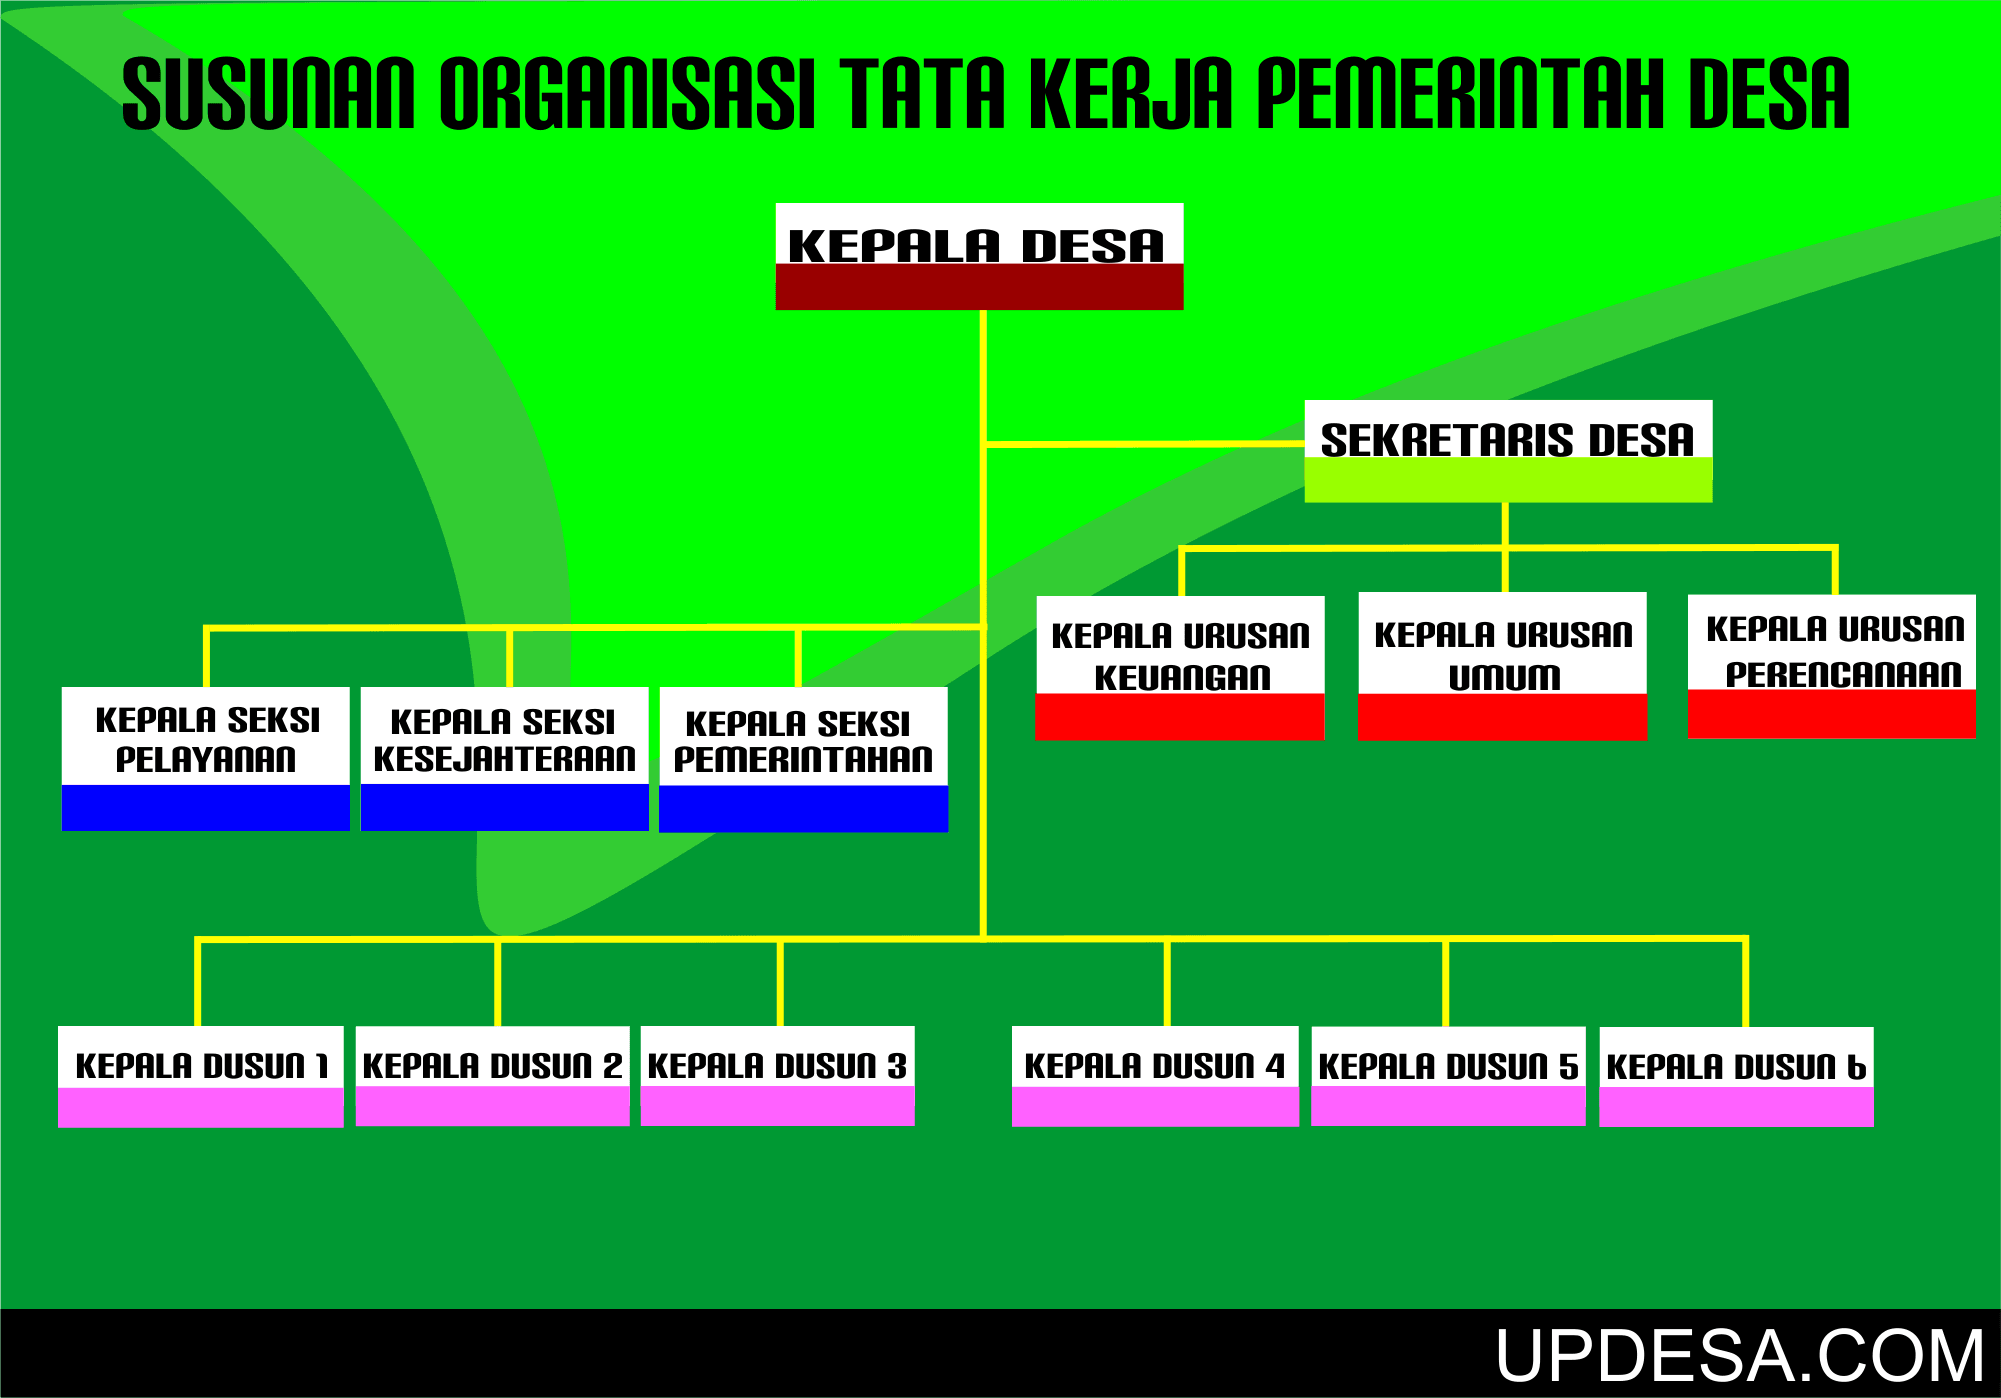 SUSUNAN ORGANISASI TATA KERJA PEMERINTAH DESA
KEPALA DESA
SEKRETARIS DESA
KEPALA URUSAN
KEUANGAN
KEPALA URUSAN
UMUM
KEPALA URUSAN
PERENCANAAN
KEPALA SEKSI
PELAYANAN
KEPALA SEKSI
KESEJAHTERAAN
KEPALA SEKSI
PEMERINTAHAN
KEPALA DUSUN 1
KEPALA DUSUN 2
KEPALA DUSUN 3
KEPALA DUSUN 4
KEPALA DUSUN 5
KEPALA DUSUN 6
UPDESA.COM